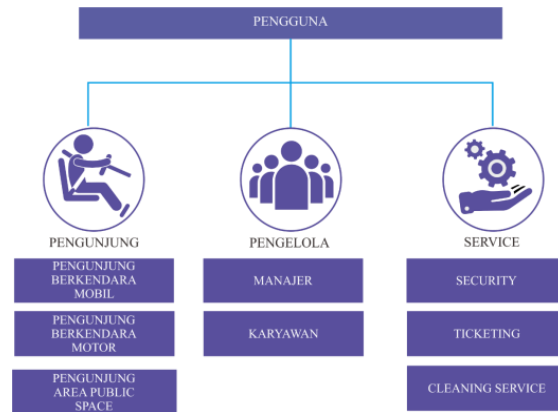 PENGGUNA
PENGUNJUNG
PENGUNJUNG
BERKENDARA
MOBIL
PENGUNJUNG
BERKENDARA
MOTOR
PENGUNJUNG
AREA PUBLIC
SPACE
PENGELOLA
MANAJER
KARYAWAN
SERVICE
SECURITY
TICKETING
CLEANING SERVICE